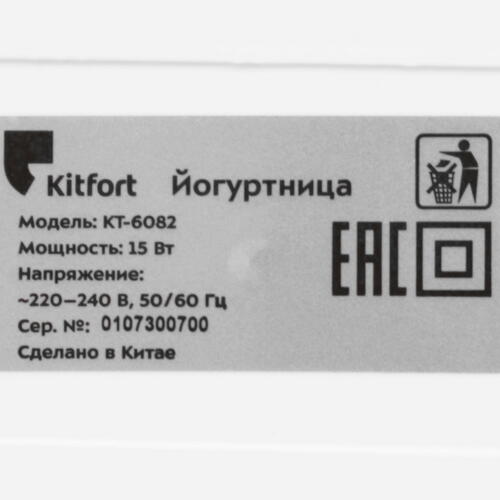 Kitfort Йогуртница
Модель: КТ-6082
Мощность: 15 Вт
Напряжение:
~220–240 В, 50/60 Гц
Сер. №: 0107300700
Сделано в Китае
EAC